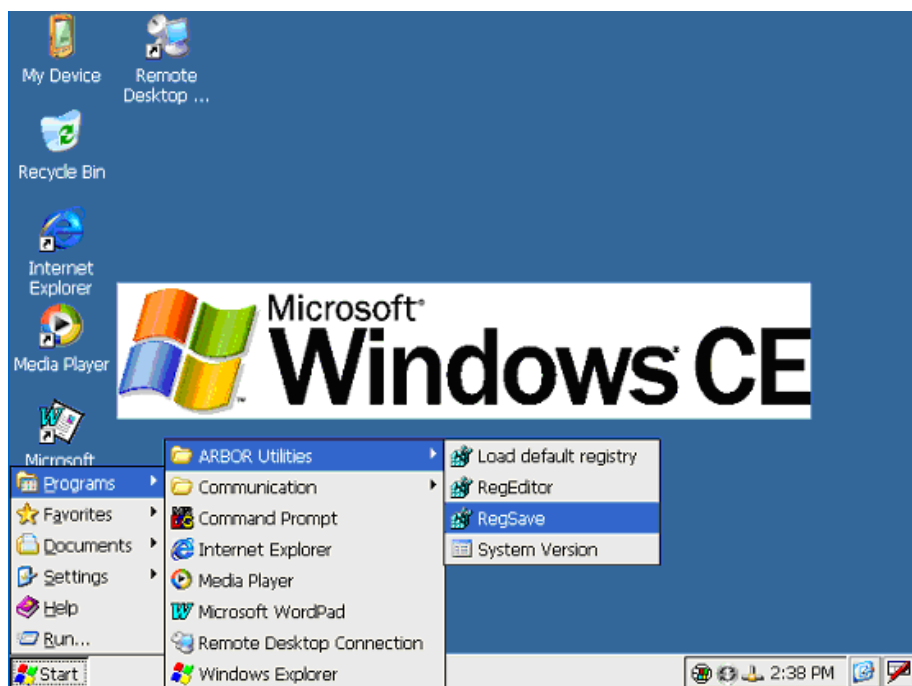 My Device
Remote
Desktop ...
Recycle Bin
Internet
Explorer
Media Player
Microsoft
Microsoft®
Windows® CE
Programs
Favorites
Documents
Settings
Help
Run...
Start
ARBOR Utilities
Communication
Command Prompt
Internet Explorer
Media Player
Microsoft WordPad
Remote Desktop Connection
Windows Explorer
Load default registry
RegEditor
RegSave
System Version
2:38 PM